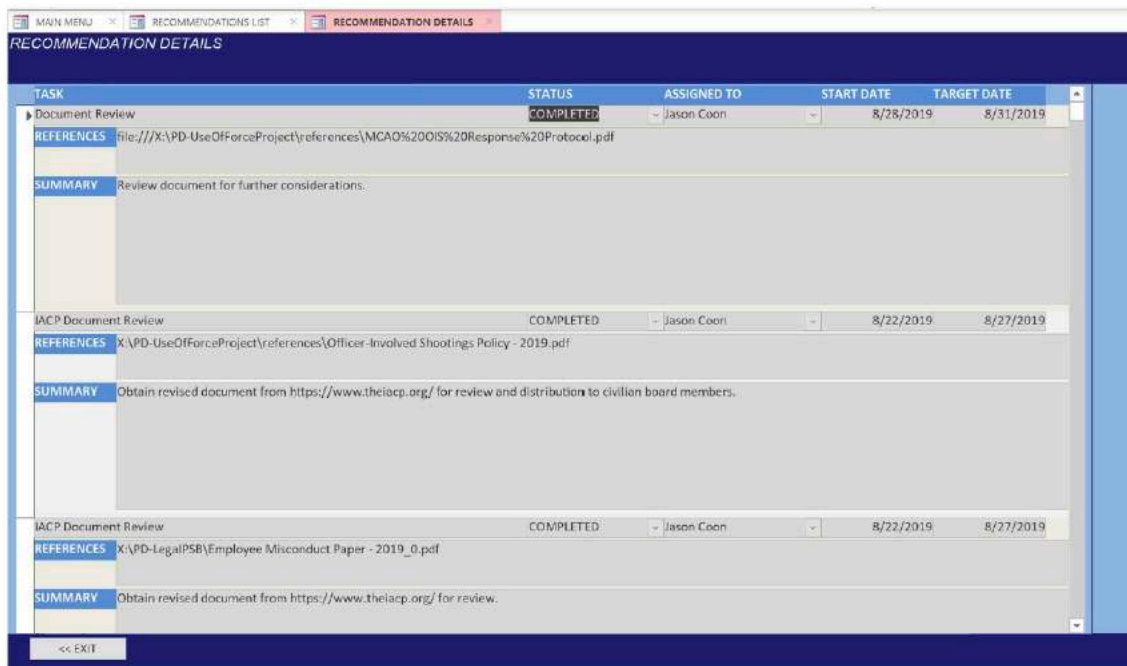 MAIN MENU RECOMMENDATIONS LIST RECOMMENDATION DETAILS
RECOMMENDATION DETAILS
TASK STATUS ASSIGNED TO START DATE TARGET DATE
Document Review COMPLETED Jason Coon 8/28/2019 8/31/2019
REFERENCES file:///X:\PD-UseOfForceProject\references\MCAO%20OIS%20Response%20Protocol.pdf
SUMMARY Review document for further considerations.
IACP Document Review COMPLETED Jason Coon 8/22/2019 8/27/2019
REFERENCES X:\PD-UseOfForceProject\references\Officer-Involved Shootings Policy - 2019.pdf
SUMMARY Obtain revised document from https://www.theiacp.org/ for review and distribution to civilian board members.
IACP Document Review COMPLETED Jason Coon 8/22/2019 8/27/2019
REFERENCES X:\PD-LegalPSB\Employee Misconduct Paper - 2019_0.pdf
SUMMARY Obtain revised document from https://www.theiacp.org/ for review.
<< EXIT